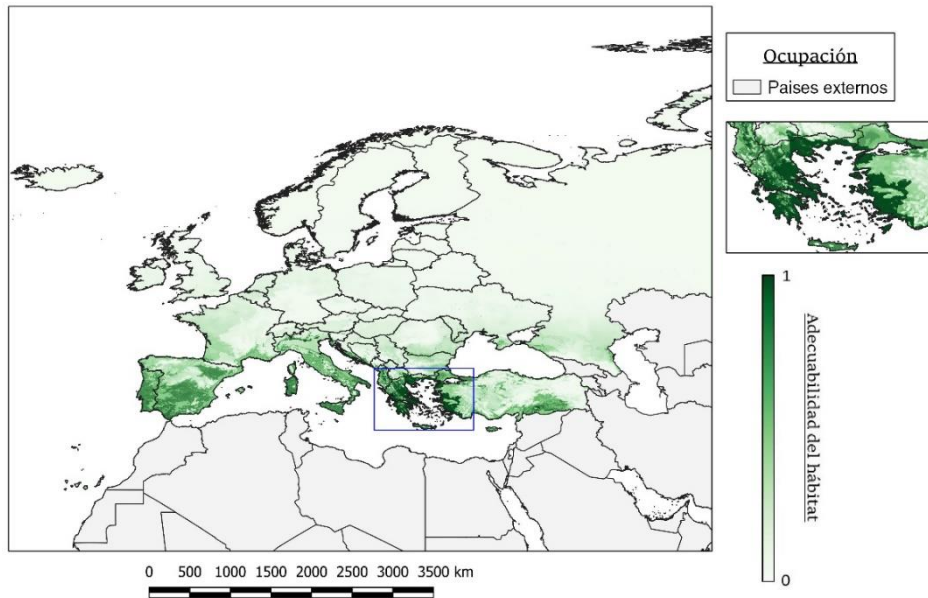 Ocupación
Paises externos
1
Adecuabilidad del hábitat
0
0 500 1000 1500 2000 2500 3000 3500 km